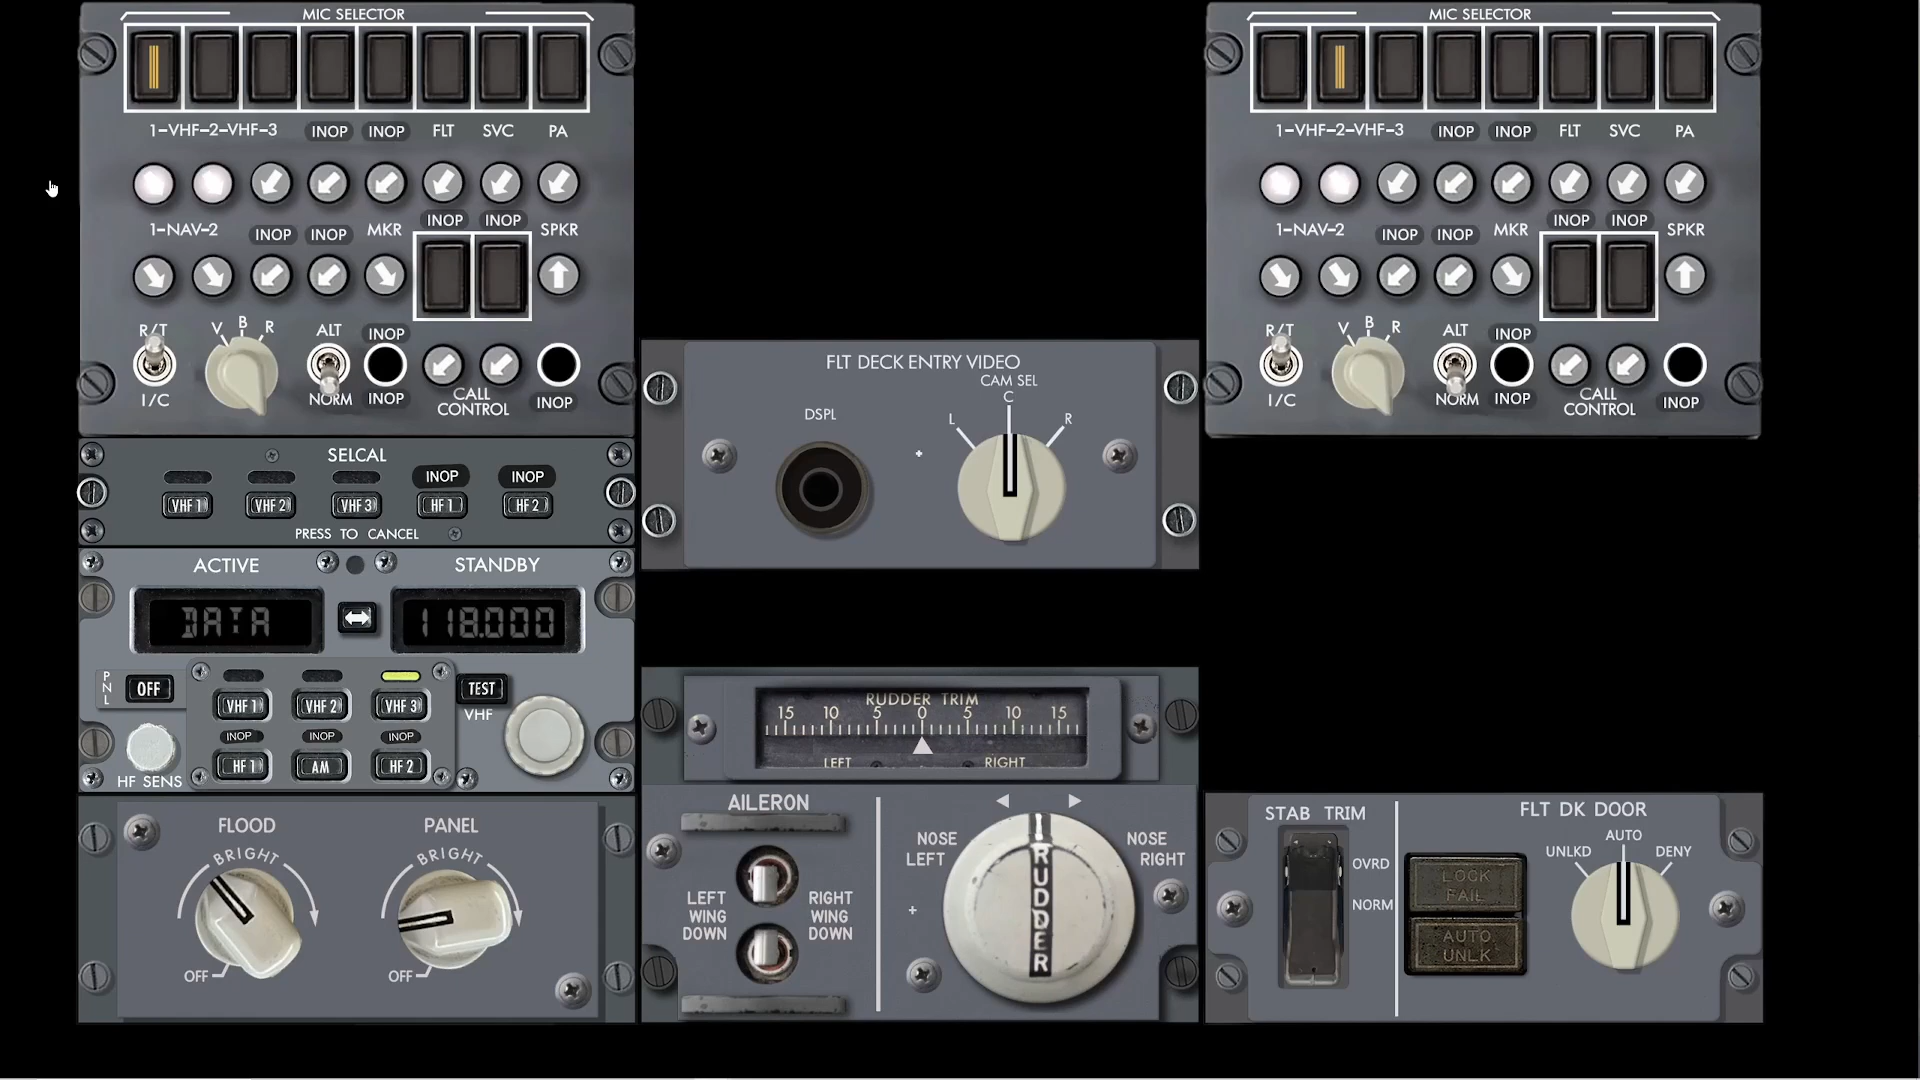 MIC SELECTOR
1-VHF-2-VHF-3 INOP INOP FLT SVC PA
INOP INOP
1-NAV-2 INOP INOP MKR SPKR
R/T V B R ALT INOP
I/C NORM INOP CALL CONTROL INOP
SELCAL
INOP INOP
VHF 1 VHF 2 VHF 3 HF 1 HF 2
PRESS TO CANCEL
ACTIVE STANDBY
DATA 118.000
PNL OFF VHF 1 VHF 2 VHF 3 TEST
VHF
INOP INOP INOP
HF SENS HF 1 AM HF 2
FLOOD PANEL
BRIGHT BRIGHT
OFF OFF
FLT DECK ENTRY VIDEO
CAM SEL
DSPL L C R
RUDDER TRIM
15 10 5 0 5 10 15
LEFT RIGHT
AILERON
LEFT WING DOWN
RIGHT WING DOWN
NOSE LEFT
NOSE RIGHT
RUDDER
MIC SELECTOR
1-VHF-2-VHF-3 INOP INOP FLT SVC PA
INOP INOP
1-NAV-2 INOP INOP MKR SPKR
R/T V B R ALT INOP
I/C NORM INOP CALL CONTROL INOP
STAB TRIM
OVRD
NORM
FLT DK DOOR
AUTO
UNLKD DENY
LOCK
FAIL
AUTO
UNLK